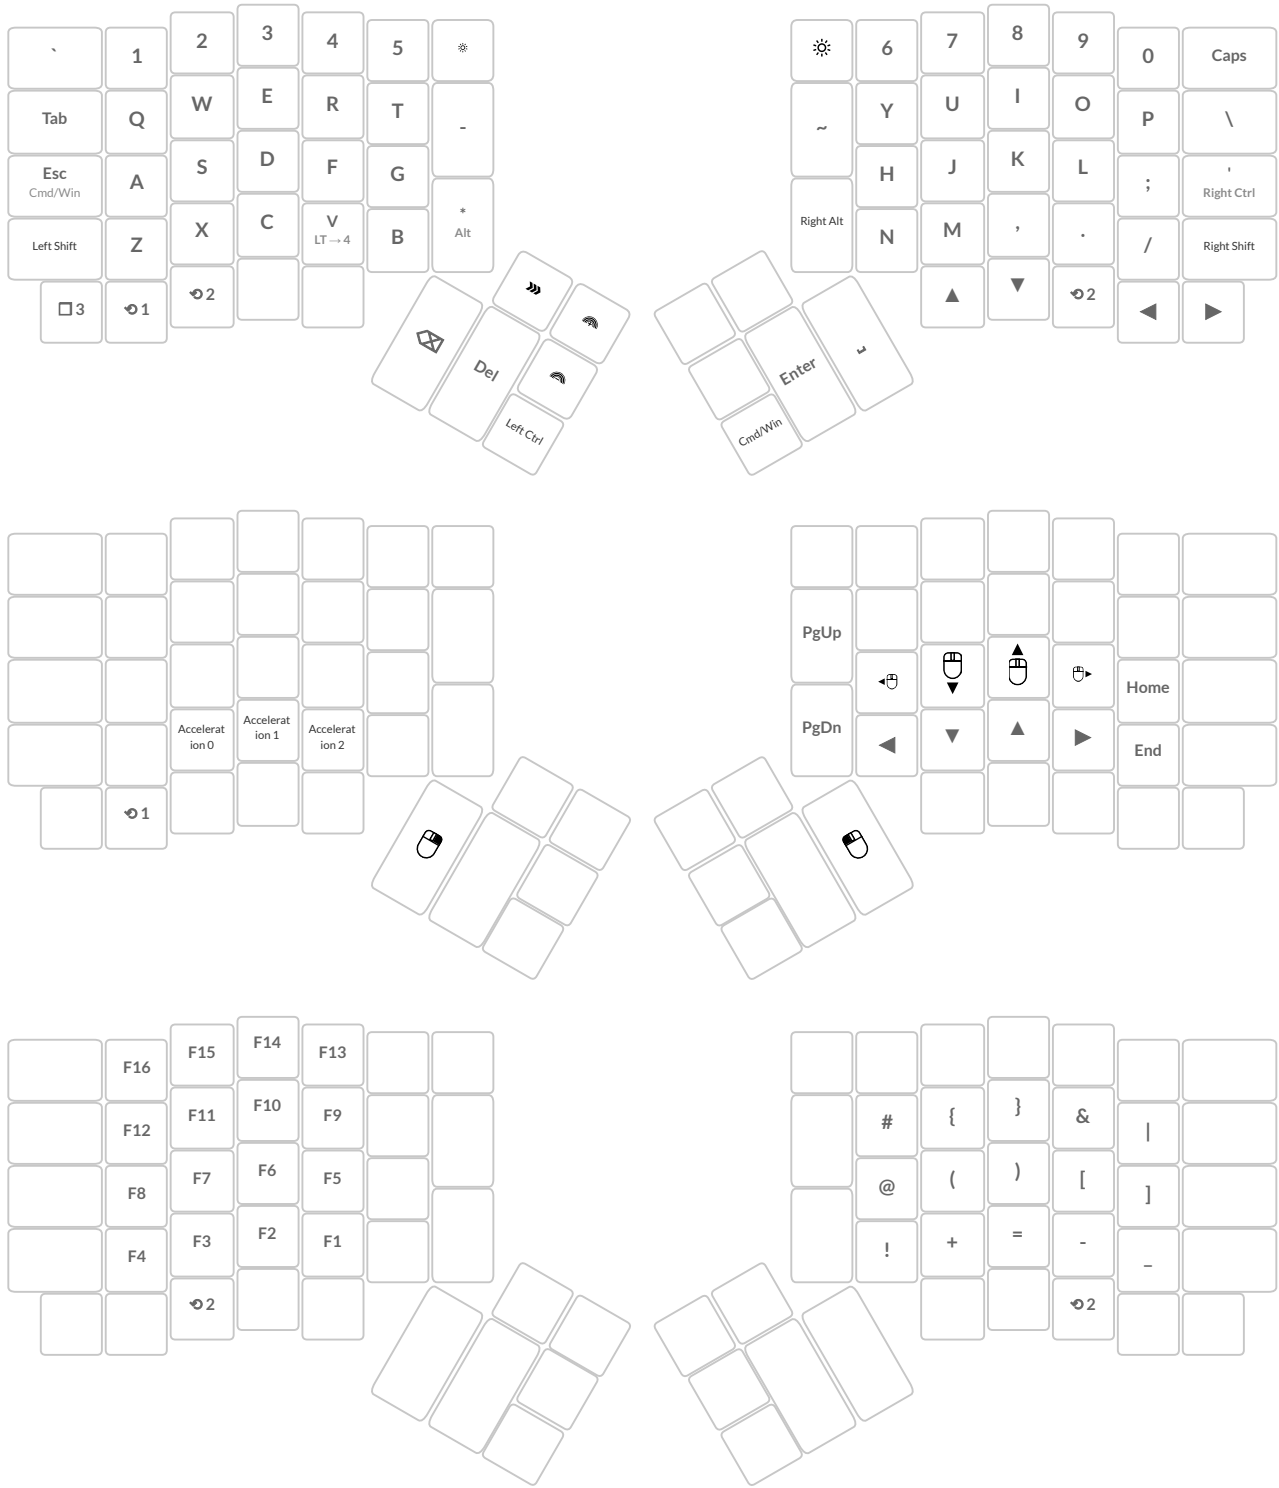 ` 1 2 3 4 5 6 7 8 9 0 Caps
Tab Q W E R T - ~ Y U I O P \
Esc A S D F G H J K L ; '
Cmd/Win Right Ctrl
Left Shift Z X C V B * Right Alt N M , . / Right Shift
LT→4 Alt
❐ 3 ⟲ 1 ⟲ 2 ▲ ▼ ⟲ 2 ◀ ▶
Del Enter
Left Ctrl Cmd/Win
PgUp
Home
Accelerat
ion 0
Accelerat
ion 1
Accelerat
ion 2
PgDn ◀ ▼ ▲ ▶ End
⟲ 1
F16 F15 F14 F13
F12 F11 F10 F9 # { } & |
F8 F7 F6 F5 @ ( ) [ ]
F4 F3 F2 F1 ! + = - _
⟲ 2 ⟲ 2